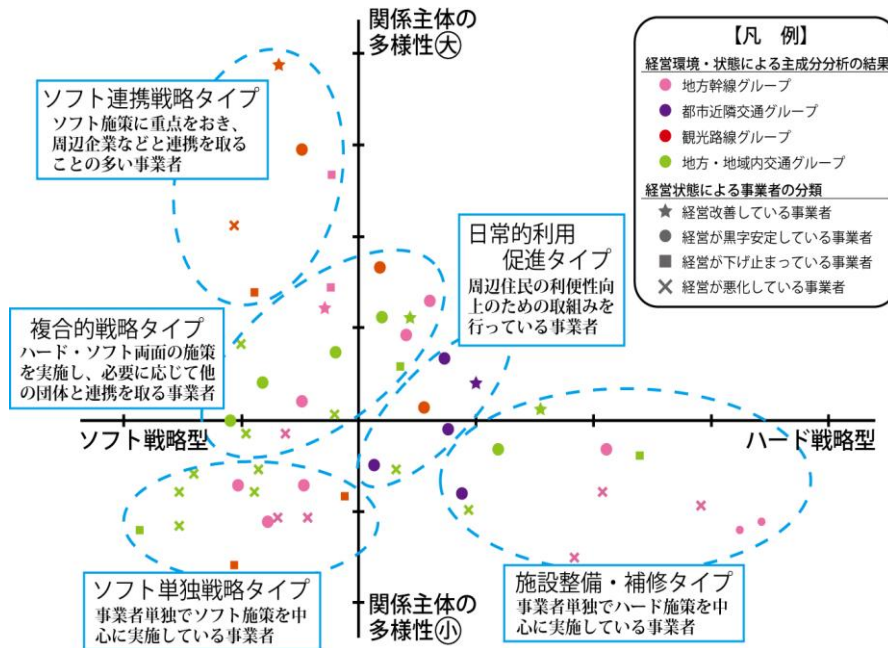 関係主体の
多様性㊅
【凡　例】
経営環境・状態による主成分分析の結果
地方幹線グループ
都市近隣交通グループ
観光路線グループ
地方・地域内交通グループ
経営状態による事業者の分類
経営改善している事業者
経営が黒字安定している事業者
経営が下げ止まっている事業者
経営が悪化している事業者
ソフト連携戦略タイプ
ソフト施策に重点をおき、
周辺企業などと連携を取る
ことの多い事業者
日常的利用
促進タイプ
周辺住民の利便性向
上のための取組みを
行っている事業者
複合的戦略タイプ
ハード・ソフト両面の施策
を実施し、必要に応じて他
の団体と連携を取る事業者
ソフト戦略型
ハード戦略型
ソフト単独戦略タイプ
事業者単独でソフト施策を中
心に実施している事業者
関係主体の
多様性小
施設整備・補修タイプ
事業者単独でハード施策を中
心に実施している事業者